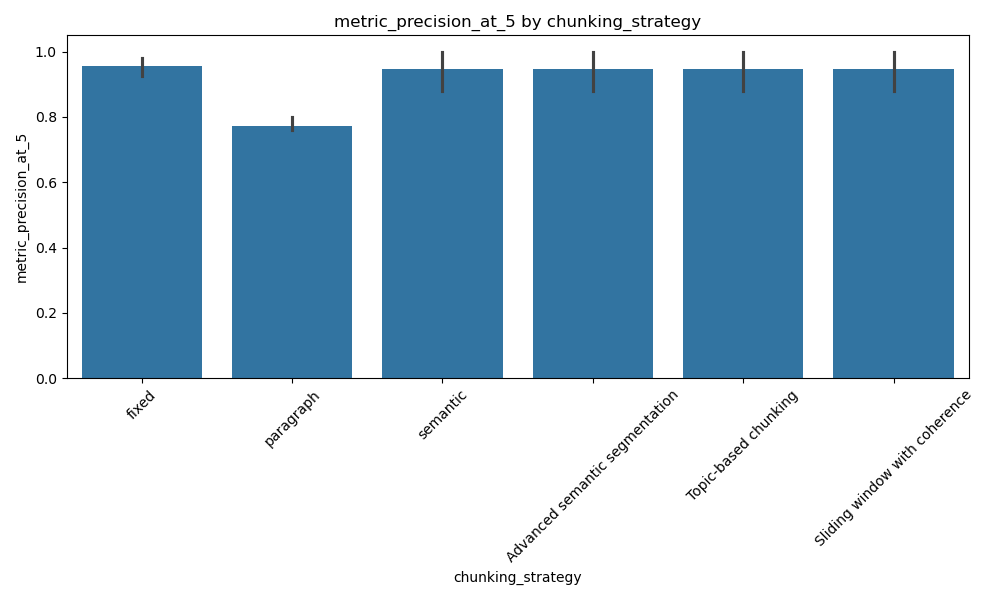 metric_precision_at_5 by chunking_strategy
metric_precision_at_5
1.0
0.8
0.6
0.4
0.2
0.0
fixed
paragraph
semantic
Advanced semantic segmentation
Topic-based chunking
Sliding window with coherence
chunking_strategy